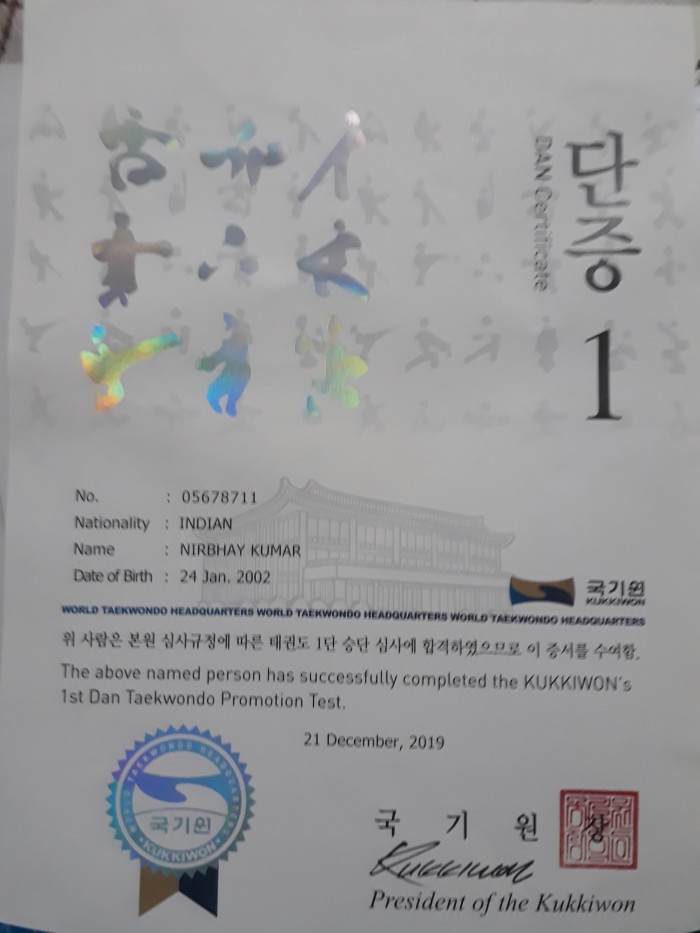 단증
DAN Certificate
1
No. : 05678711
Nationality : INDIAN
Name : NIRBHAY KUMAR
Date of Birth : 24 Jan. 2002
국기원
KUKKIWON
WORLD TAEKWONDO HEADQUARTERS WORLD TAEKWONDO HEADQUARTERS WORLD TAEKWONDO HEADQUARTERS
위 사람은 본원 심사규정에 따른 태권도 1단 승단 심사에 합격하였으므로 이 증서를 수여함.
The above named person has successfully completed the KUKKIWON's
1st Dan Taekwondo Promotion Test.
21 December, 2019
WORLD TAEKWONDO HEADQUARTERS
국기원
KUKKIWON
국 기 원 장
Kukkiwon
President of the Kukkiwon